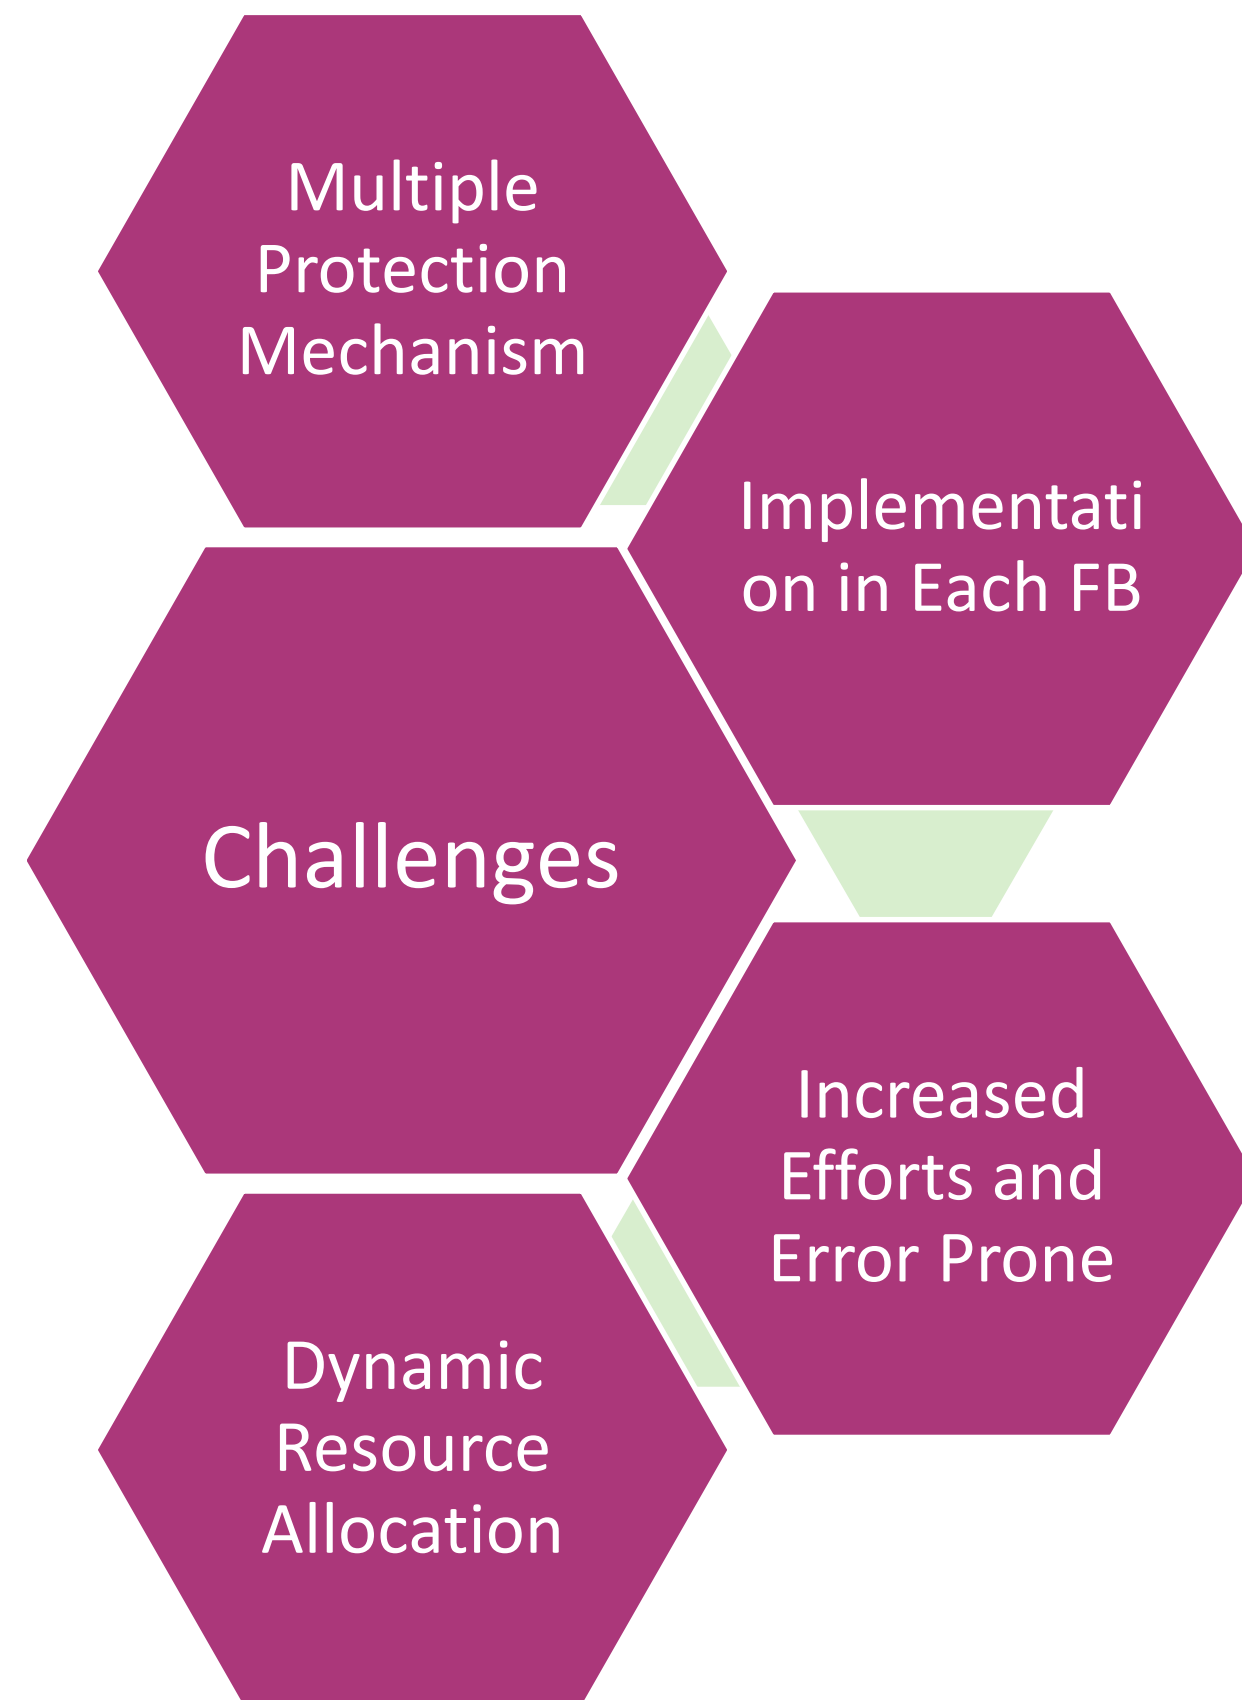 Multiple
Protection
Mechanism
Implementati
on in Each FB
Challenges
Increased
Efforts and
Error Prone
Dynamic
Resource
Allocation